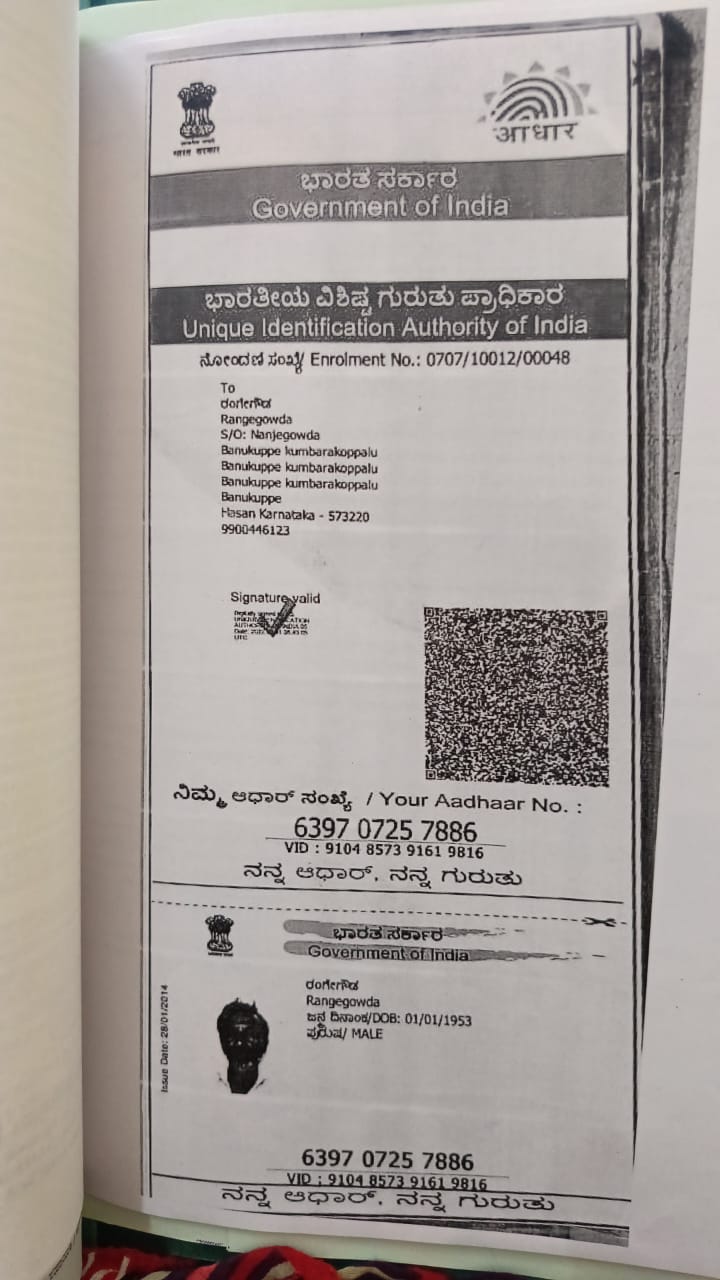 भारत सरकार
आधार
ಭಾರತ ಸರ್ಕಾರ
Government of India
ಭಾರತೀಯ ವಿಶಿಷ್ಟ ಗುರುತು ಪ್ರಾಧಿಕಾರ
Unique Identification Authority of India
ನೋಂದಣಿ ಸಂಖ್ಯೆ/ Enrolment No.: 0707/10012/00048
To
ರಂಗೇಗೌಡ
Rangegowda
S/O: Nanjegowda
Banukuppe kumbarakoppalu
Banukuppe kumbarakoppalu
Banukuppe kumbarakoppalu
Banukuppe
Hasan Karnataka - 573220
9900446123
Signature valid
ನಿಮ್ಮ ಆಧಾರ್ ಸಂಖ್ಯೆ / Your Aadhaar No. :
6397 0725 7886
VID : 9104 8573 9161 9816
ನನ್ನ ಆಧಾರ್, ನನ್ನ ಗುರುತು
ಭಾರತ ಸರ್ಕಾರ
Government of India
Issue Date: 28/01/2014
ರಂಗೇಗೌಡ
Rangegowda
ಜನ್ಮ ದಿನಾಂಕ/DOB: 01/01/1953
ಪುರುಷ/ MALE
6397 0725 7886
VID : 9104 8573 9161 9816
ನನ್ನ ಆಧಾರ್, ನನ್ನ ಗುರುತು